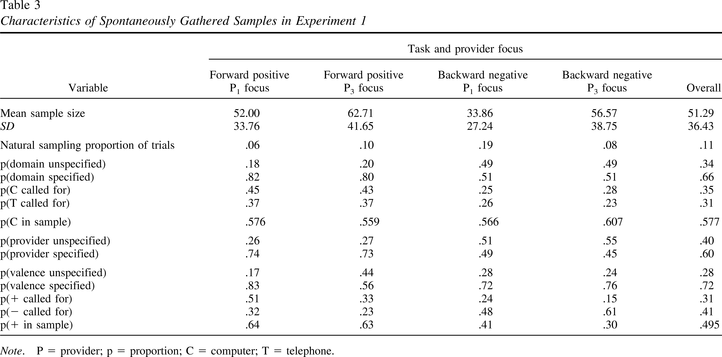 Table 3
Characteristics of Spontaneously Gathered Samples in Experiment 1
Task and provider focus
Variable Forward positive P1 focus Forward positive P3 focus Backward negative P1 focus Backward negative P3 focus Overall
Mean sample size 52.00 62.71 33.86 56.57 51.29
SD 33.76 41.65 27.24 38.75 36.43
Natural sampling proportion of trials .06 .10 .19 .08 .11
p(domain unspecified) .18 .20 .49 .49 .34
p(domain specified) .82 .80 .51 .51 .66
p(C called for) .45 .43 .25 .28 .35
p(T called for) .37 .37 .26 .23 .31
p(C in sample) .576 .559 .566 .607 .577
p(provider unspecified) .26 .27 .51 .55 .40
p(provider specified) .74 .73 .49 .45 .60
p(valence unspecified) .17 .44 .28 .24 .28
p(valence specified) .83 .56 .72 .76 .72
p(+ called for) .51 .33 .24 .15 .31
p(− called for) .32 .23 .48 .61 .41
p(+ in sample) .64 .63 .41 .30 .495
Note. P = provider; p = proportion; C = computer; T = telephone.